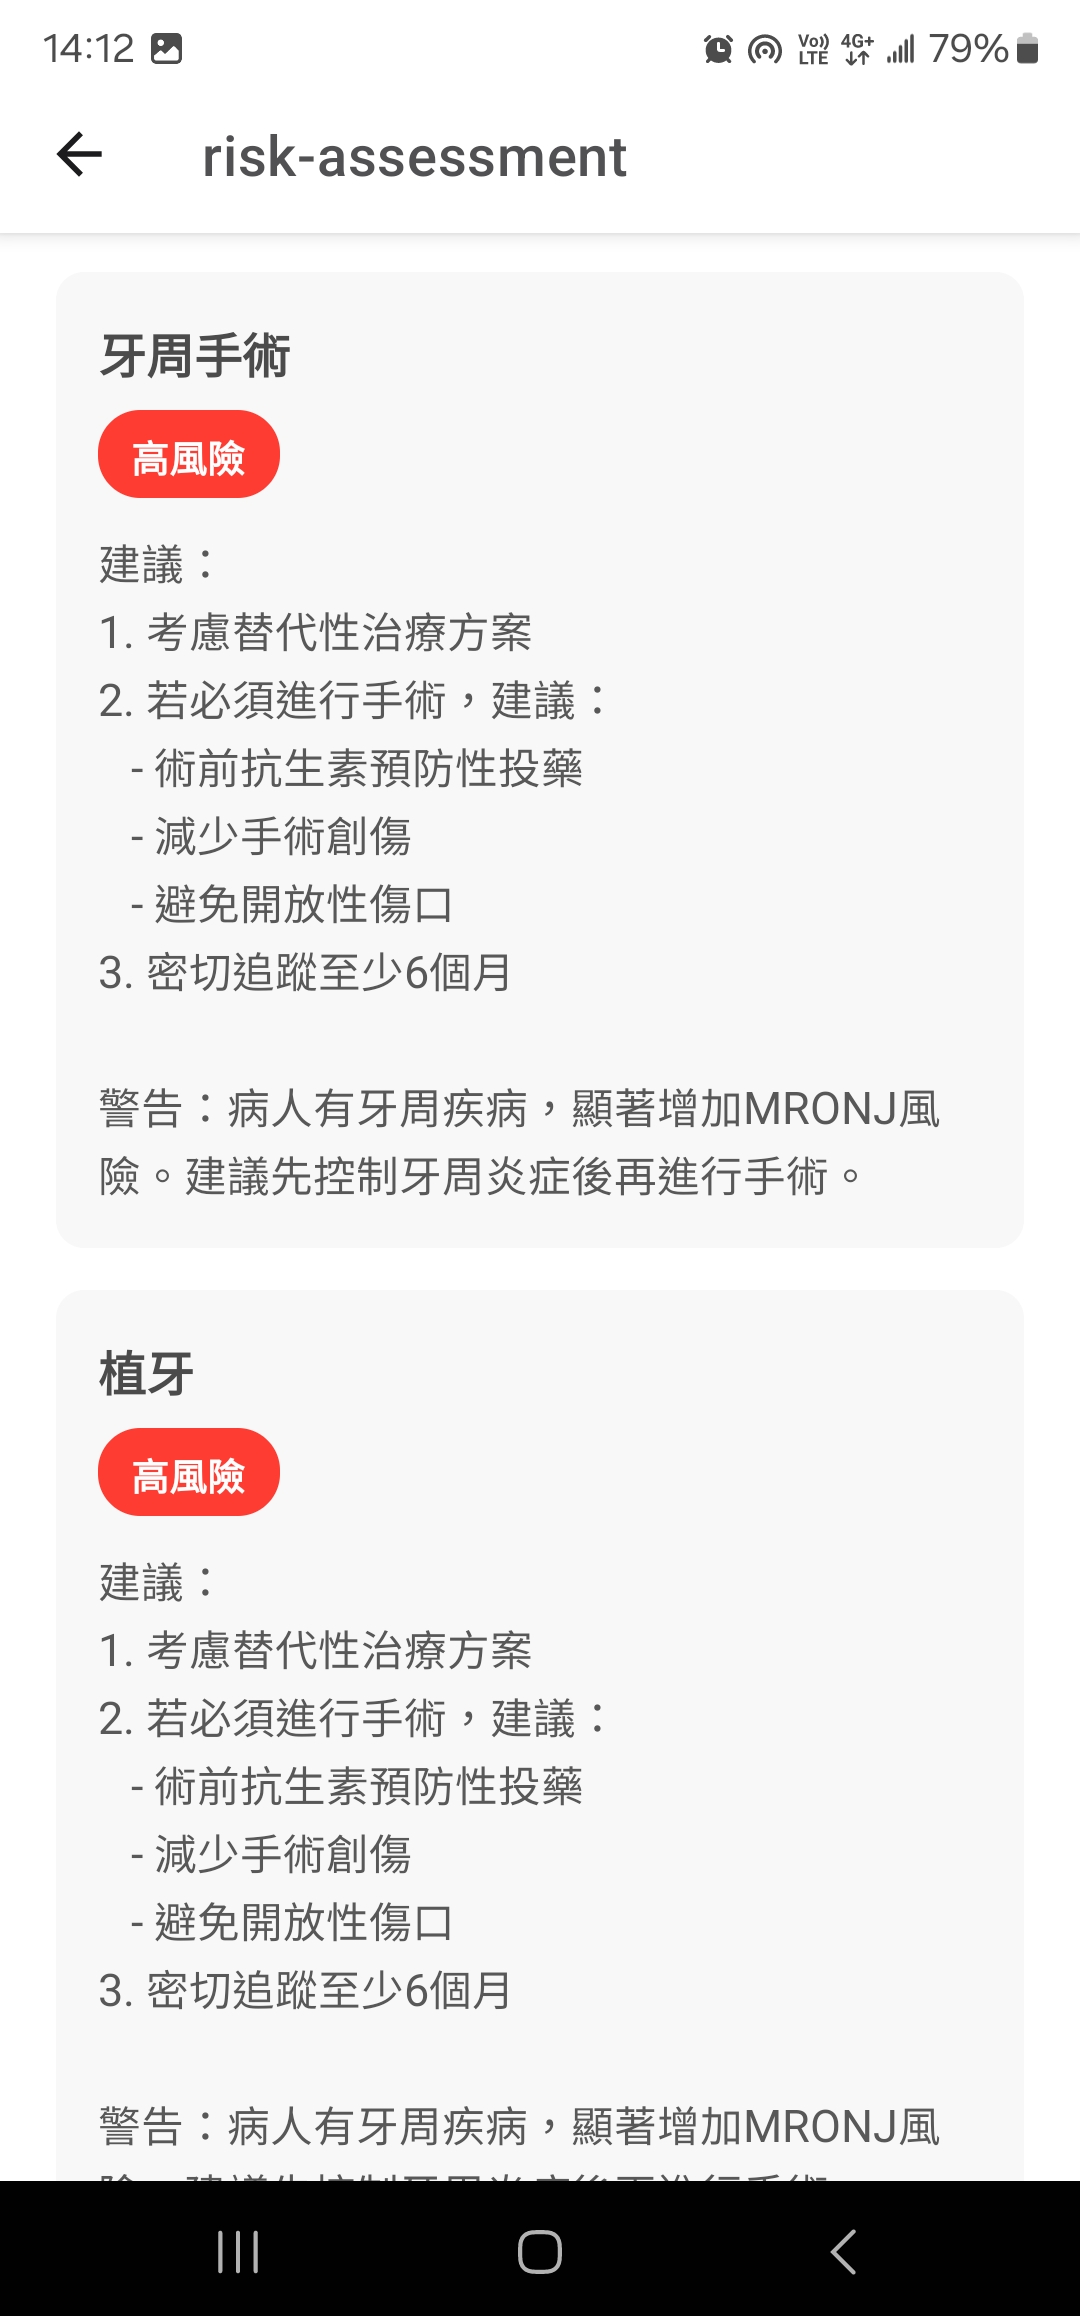 14:12
Vo)) LTE 4G+ 79%
risk-assessment
牙周手術
高風險
建議：
1. 考慮替代性治療方案
2. 若必須進行手術，建議：
- 術前抗生素預防性投藥
- 減少手術創傷
- 避免開放性傷口
3. 密切追蹤至少6個月
警告：病人有牙周疾病，顯著增加MRONJ風
險。建議先控制牙周炎症後再進行手術。
植牙
高風險
建議：
1. 考慮替代性治療方案
2. 若必須進行手術，建議：
- 術前抗生素預防性投藥
- 減少手術創傷
- 避免開放性傷口
3. 密切追蹤至少6個月
警告：病人有牙周疾病，顯著增加MRONJ風